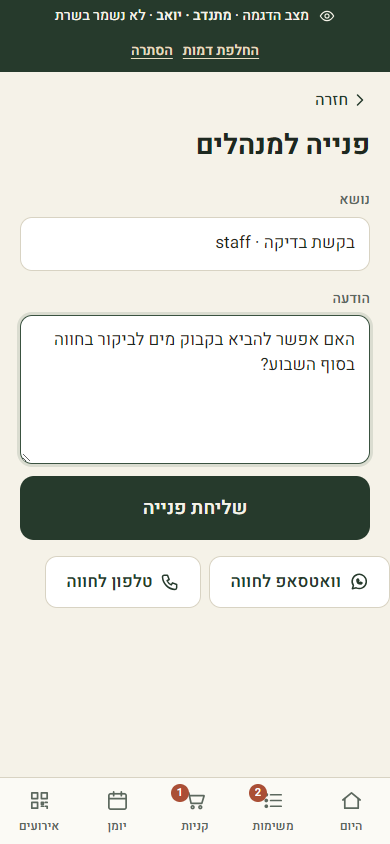 מצב הדגמה · מתנדב · יואב · לא נשמר בשרת
החלפת דמות הסתרה
חזרה
פנייה למנהלים
נושא
בקשת בדיקה · staff
הודעה
האם אפשר להביא בקבוק מים לביקור בחווה
בסוף השבוע?
שליחת פנייה
וואטסאפ לחווה
טלפון לחווה
2
1
היום
משימות
קניות
יומן
אירועים